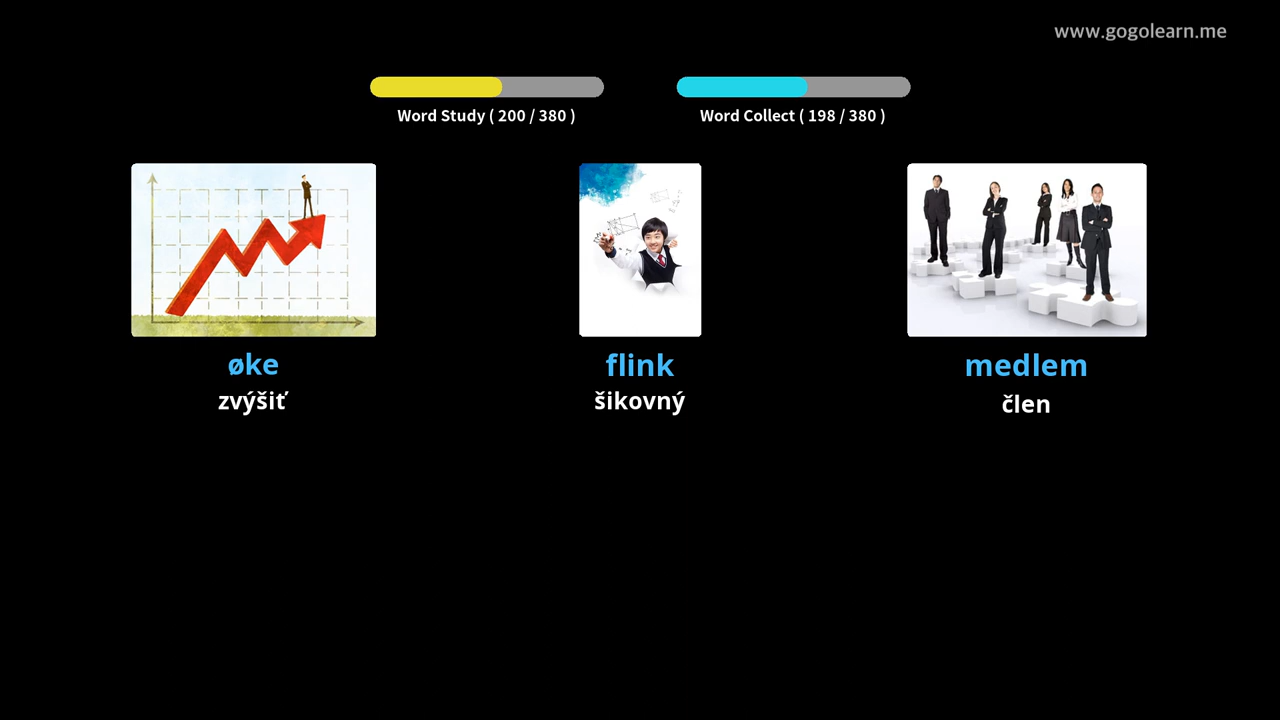 www.gogolearn.me
Word Study ( 200 / 380 )
Word Collect ( 198 / 380 )
øke
flink
medlem
zvýšiť
šikovný
člen